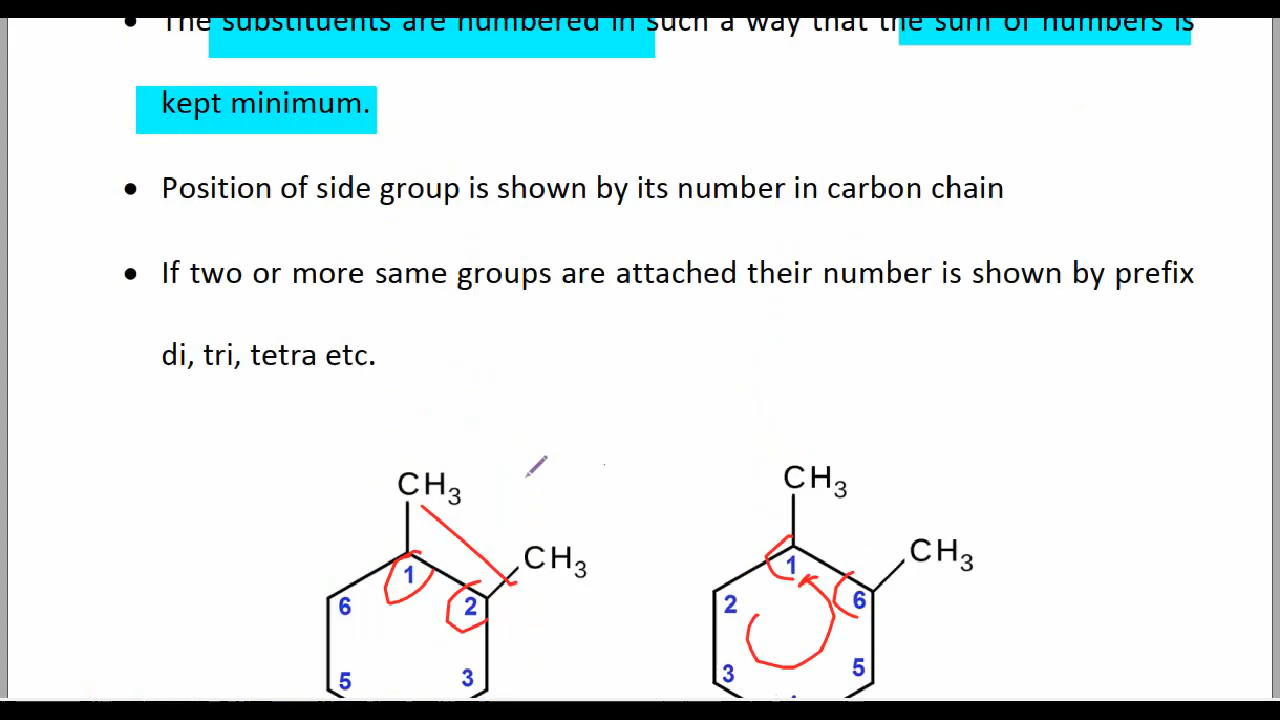 • The substituents are numbered in such a way that the sum of numbers is
kept minimum.
• Position of side group is shown by its number in carbon chain
• If two or more same groups are attached their number is shown by prefix
di, tri, tetra etc.
CH3
CH3
1
2
6
5
3
CH3
CH3
1
2
6
3
5